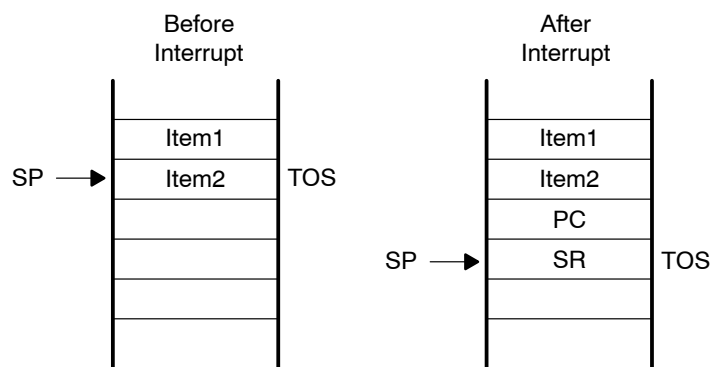 Before
Interrupt
Item1
SP
Item2
TOS
After
Interrupt
Item1
Item2
PC
SP
SR
TOS